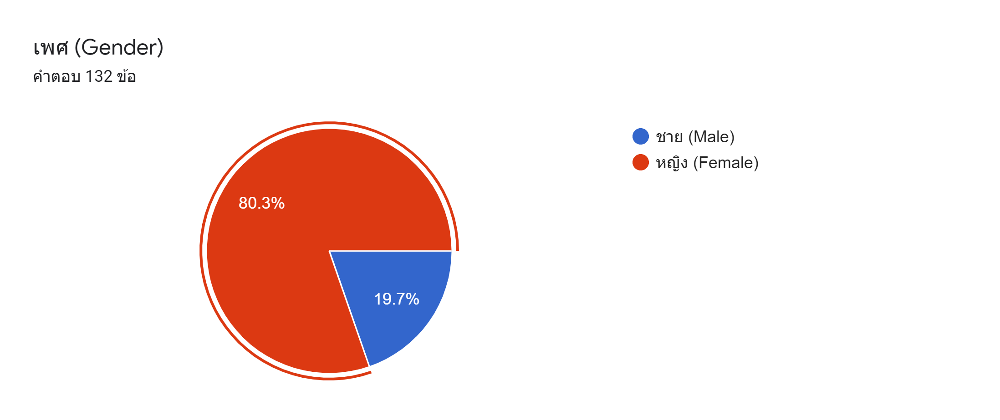 เพศ (Gender)
คำตอบ 132 ข้อ
ชาย (Male)
หญิง (Female)
80.3%
19.7%